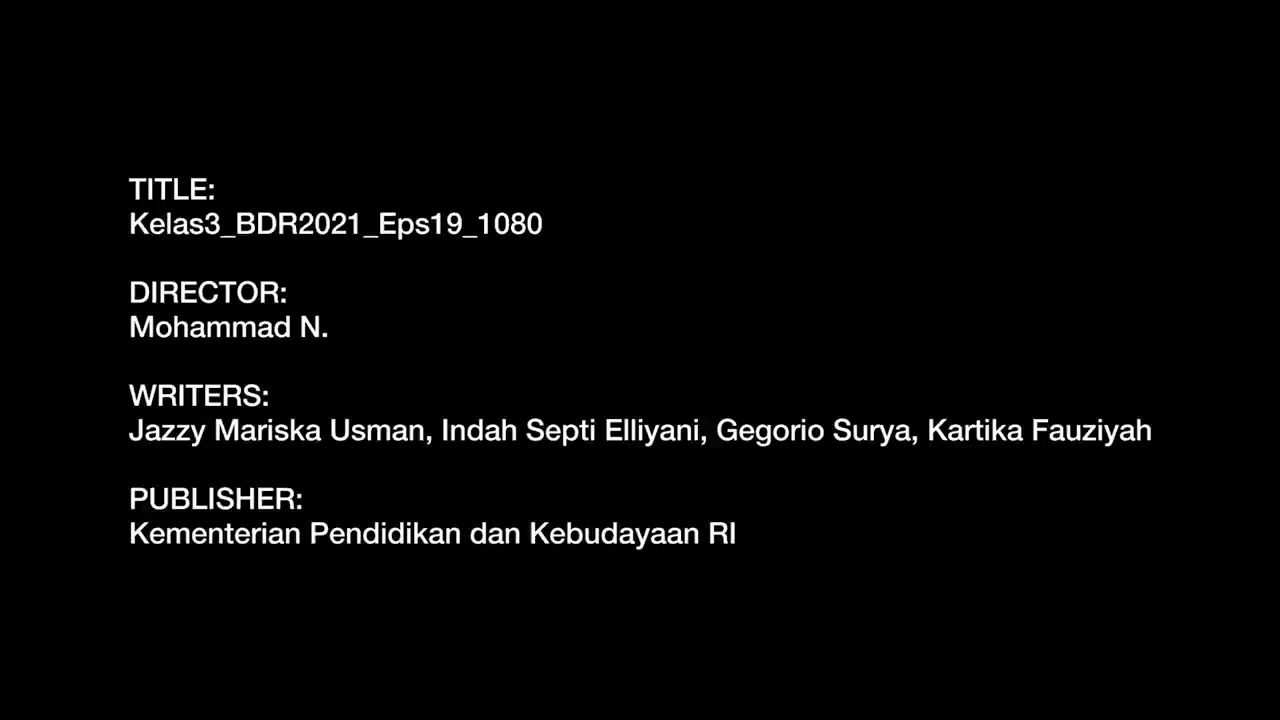 TITLE:
Kelas3_BDR2021_Eps19_1080
DIRECTOR:
Mohammad N.
WRITERS:
Jazzy Mariska Usman, Indah Septi Elliyani, Gegorio Surya, Kartika Fauziyah
PUBLISHER:
Kementerian Pendidikan dan Kebudayaan RI